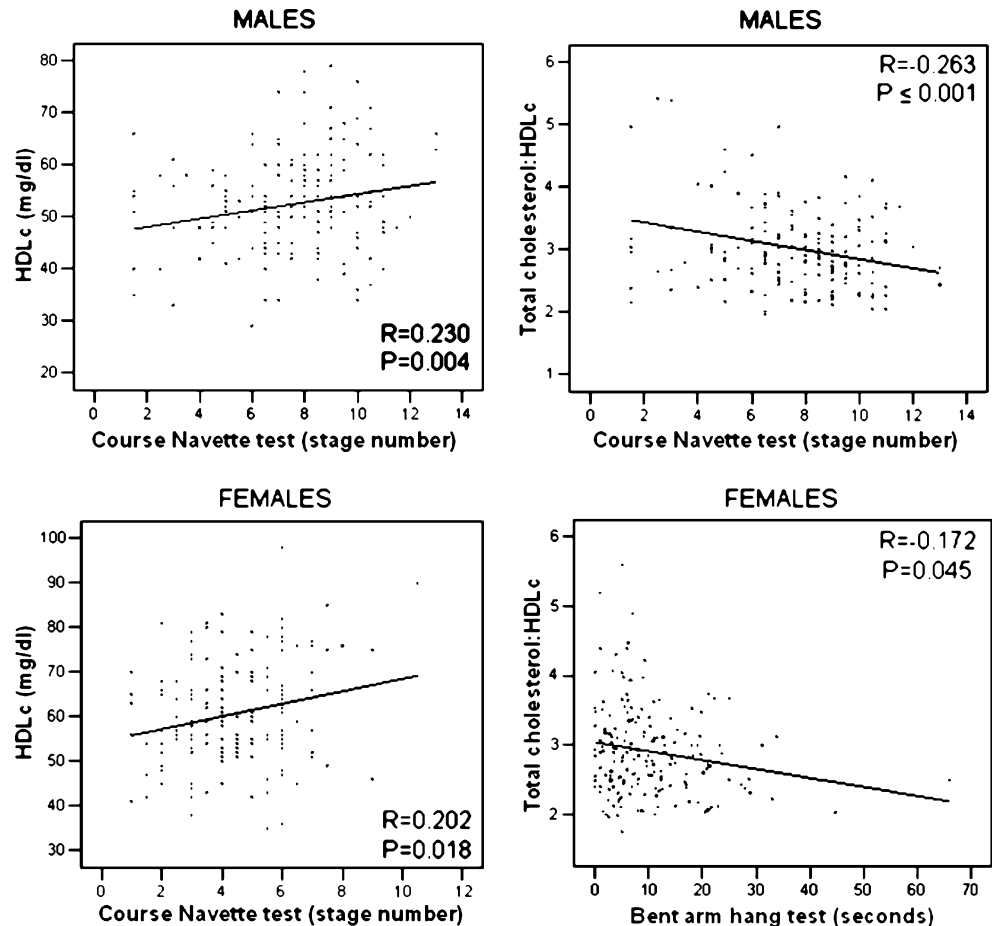 MALES
80
70
60
50
40
30
20
HDLc (mg/dl)
R=0.230
P=0.004
0 2 4 6 8 10 12 14
Course Navette test (stage number)
MALES
6
5
4
3
2
1
Total cholesterol:HDLc
R=-0.263
P ≤ 0.001
0 2 4 6 8 10 12 14
Course Navette test (stage number)
FEMALES
100
90
80
70
60
50
40
30
HDLc (mg/dl)
R=0.202
P=0.018
0 2 4 6 8 10 12
Course Navette test (stage number)
FEMALES
6
5
4
3
2
Total cholesterol:HDLc
R=-0.172
P=0.045
0 10 20 30 40 50 60 70
Bent arm hang test (seconds)